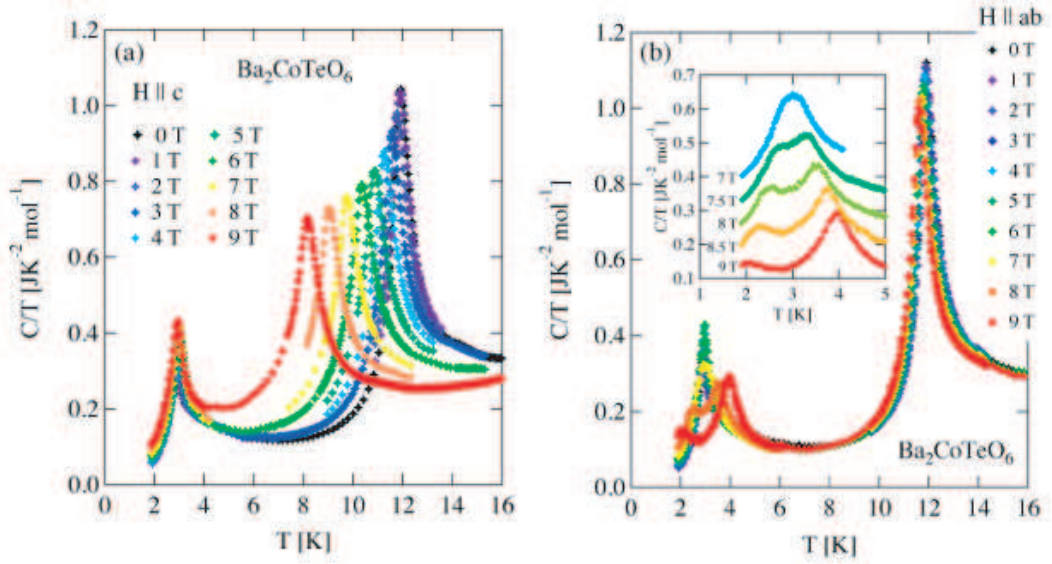 (a)
Ba2CoTeO6
H || c
0 T
1 T
2 T
3 T
4 T
5 T
6 T
7 T
8 T
9 T
C/T [JK⁻² mol⁻¹]
1.2
1.0
0.8
0.6
0.4
0.2
0.0
0 2 4 6 8 10 12 14 16
T [K]
(b)
H || ab
0 T
1 T
2 T
3 T
4 T
5 T
6 T
7 T
8 T
9 T
C/T [JK⁻² mol⁻¹]
0.7
0.6
0.5
0.4
0.3
0.2
0.1
7 T
7.5 T
8 T
8.5 T
9 T
1 2 3 4 5
T [K]
Ba2CoTeO6
C/T [JK⁻² mol⁻¹]
1.2
1.0
0.8
0.6
0.4
0.2
0.0
0 2 4 6 8 10 12 14 16
T [K]